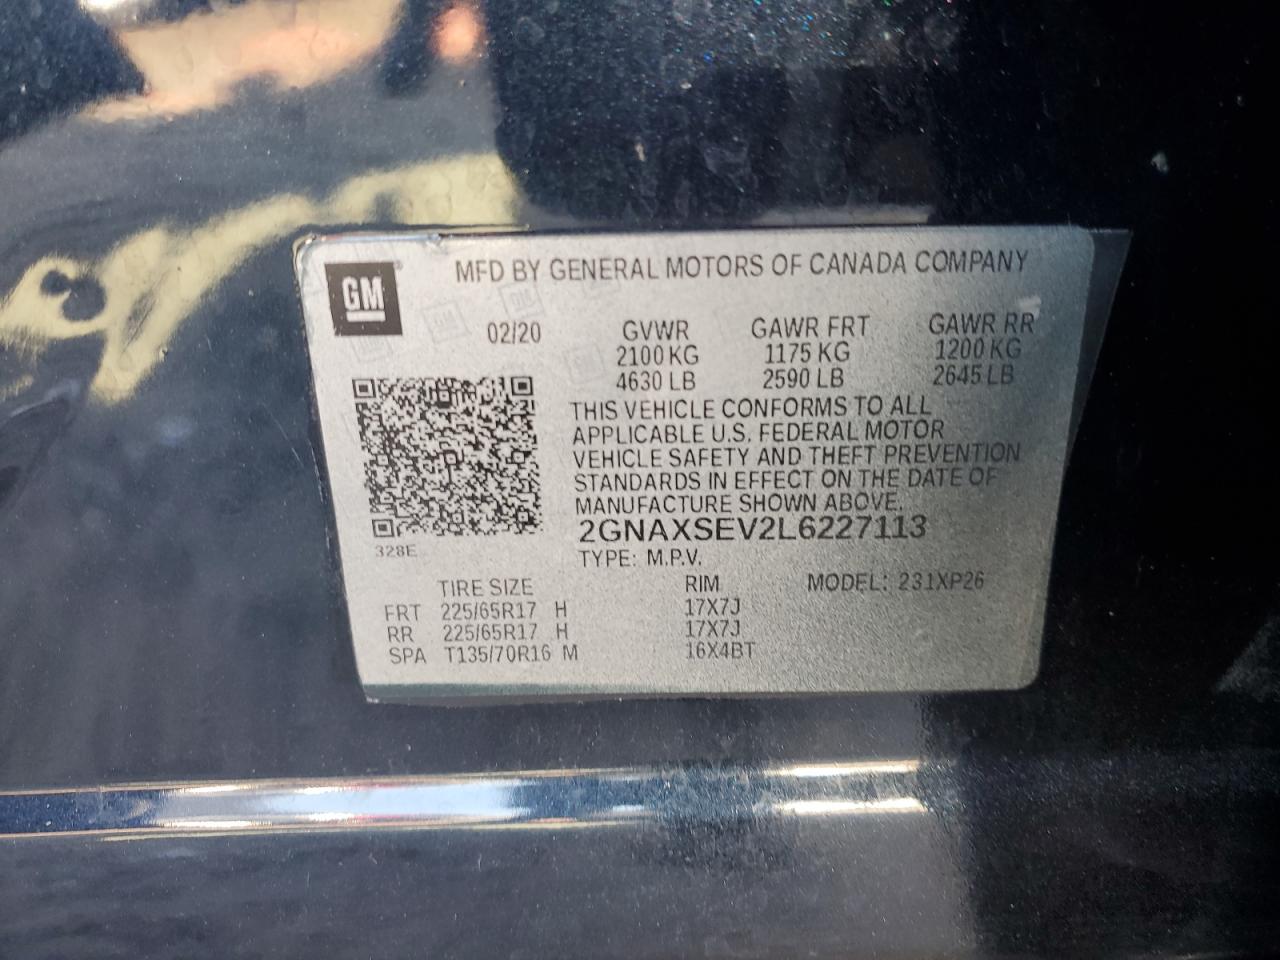 MFD BY GENERAL MOTORS OF CANADA COMPANY
GM
02/20 GVWR GAWR FRT GAWR RR
2100 KG 1175 KG 1200 KG
4630 LB 2590 LB 2645 LB
THIS VEHICLE CONFORMS TO ALL
APPLICABLE U.S. FEDERAL MOTOR
VEHICLE SAFETY AND THEFT PREVENTION
STANDARDS IN EFFECT ON THE DATE OF
MANUFACTURE SHOWN ABOVE.
2GNAXSEV2L6227113
328E
TYPE: M.P.V.
TIRE SIZE RIM MODEL: 231XP26
FRT 225/65R17 H 17X7J
RR 225/65R17 H 17X7J
SPA T135/70R16 M 16X4BT